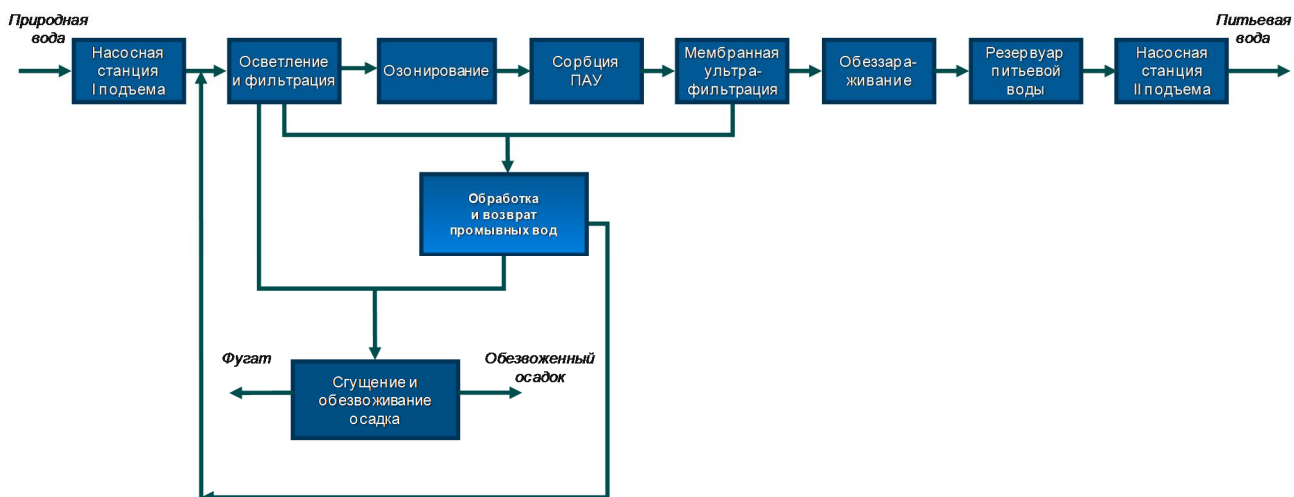 Природная
вода
Насосная
станция
I подъема
Осветление
и фильтрация
Озонирование
Сорбция
ПАУ
Мембранная
ультра-
фильтрация
Обеззара-
живание
Резервуар
питьевой
воды
Насосная
станция
II подъема
Питьевая
вода
Обработка
и возврат
промывных вод
Фугат
Сгущение и
обезвоживание
осадка
Обезвоженный
осадок